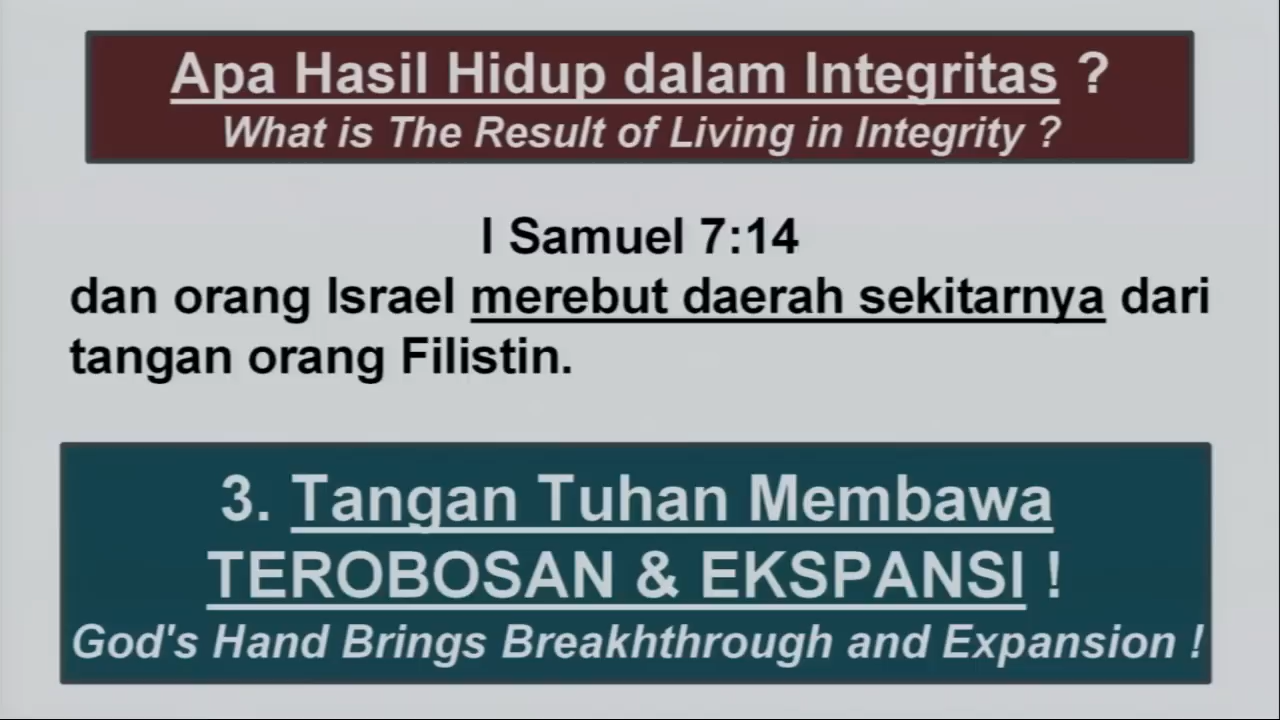 Apa Hasil Hidup dalam Integritas ?
What is The Result of Living in Integrity ?
I Samuel 7:14
dan orang Israel merebut daerah sekitarnya dari
tangan orang Filistin.
3. Tangan Tuhan Membawa
TEROBOSAN & EKSPANSI !
God's Hand Brings Breakhthrough and Expansion !